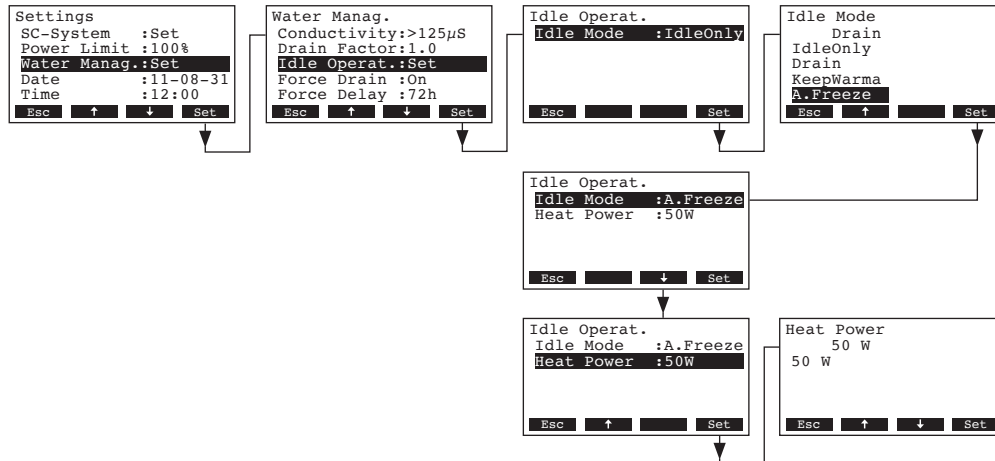 Settings
SC-System :Set
Power Limit :100%
Water Manag.:Set
Date :11-08-31
Time :12:00
Esc ↑ ↓ Set
Water Manag.
Conductivity:>125µS
Drain Factor:1.0
Idle Operat.:Set
Force Drain :On
Force Delay :72h
Esc ↑ ↓ Set
Idle Operat.
Idle Mode :IdleOnly
Esc Set
Idle Mode
Drain
IdleOnly
Drain
KeepWarma
A.Freeze
Esc ↑ Set
Idle Operat.
Idle Mode :A.Freeze
Heat Power :50W
Esc ↓ Set
Idle Operat.
Idle Mode :A.Freeze
Heat Power :50W
Esc ↑ Set
Heat Power
50 W
50 W
Esc ↑ ↓ Set